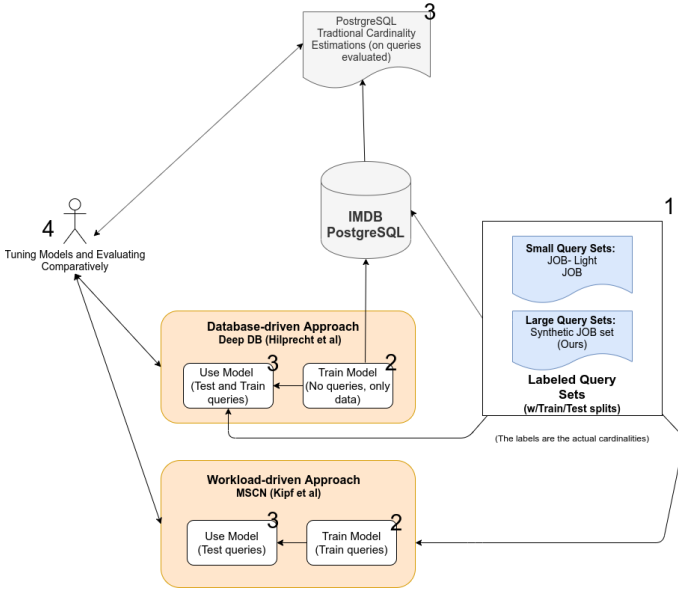 3
PostrgreSQL
Tradtional Cardinality
Estimations (on queries
evaluated)
IMDB
PostgreSQL
4
Tuning Models and Evaluating
Comparatively
1
Small Query Sets:
JOB- Light
JOB
Large Query Sets:
Synthetic JOB set
(Ours)
Labeled Query
Sets
(w/Train/Test splits)
(The labels are the actual cardinalities)
Database-driven Approach
Deep DB (Hilprecht et al)
3
Use Model
(Test and Train
queries)
2
Train Model
(No queries, only
data)
Workload-driven Approach
MSCN (Kipf et al)
3
Use Model
(Test queries)
2
Train Model
(Train queries)